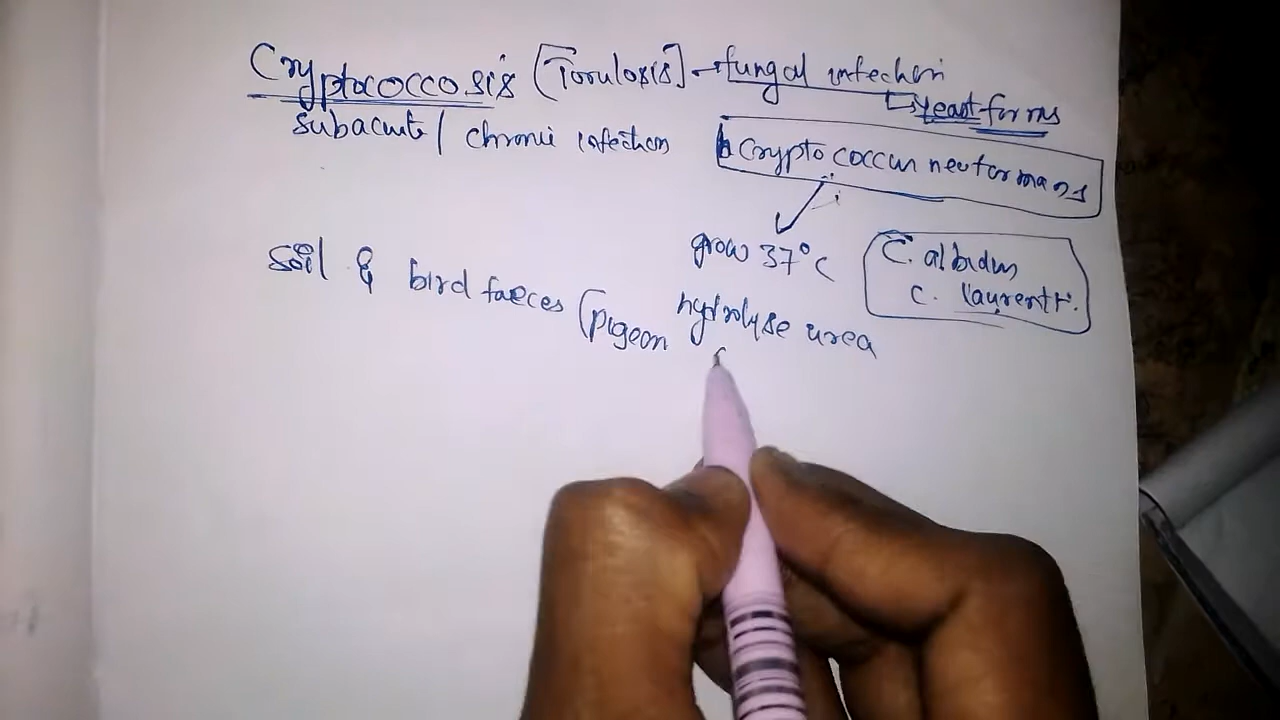 Cryptococcosis [Torulosis] → fungal infection
↳ yeast forms
subacute / chronic infection
Cryptococcus neoformans
grow 37°C
C. albidus
C. laurentii.
soil & bird faeces (pigeon
hydrolyse urea